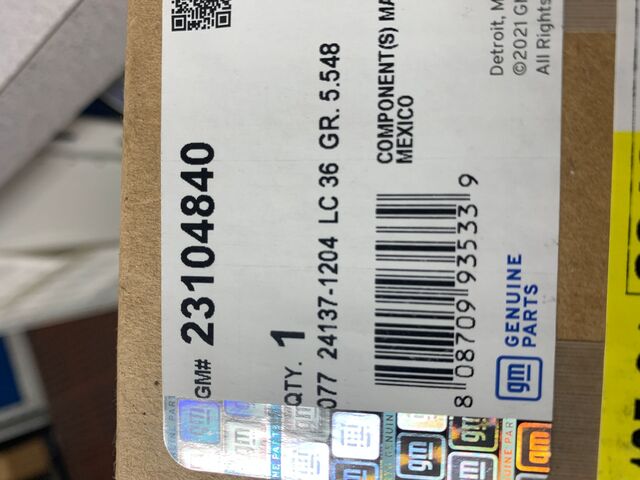 GM# 23104840
QTY. 1
077 24137-1204 LC 36 GR. 5.548
COMPONENT(S) MA
MEXICO
8 08709 93533 9
gm GENUINE
PARTS
Detroit, M
©2021 G
All Rights